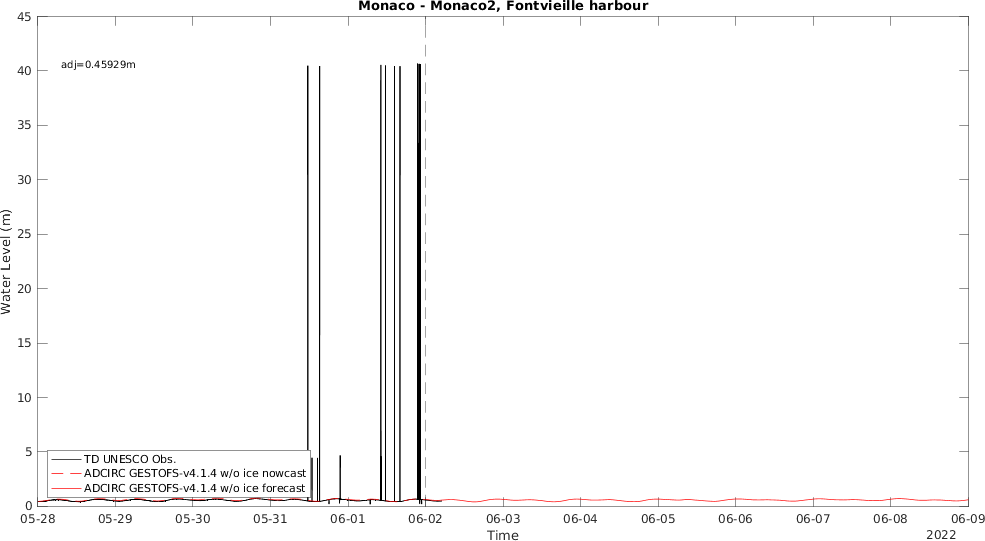 Monaco - Monaco2, Fontvieille harbour
45
40
35
30
25
20
15
10
5
0
Water Level (m)
adj=0.45929m
TD UNESCO Obs.
ADCIRC GESTOFS-v4.1.4 w/o ice nowcast
ADCIRC GESTOFS-v4.1.4 w/o ice forecast
05-28 05-29 05-30 05-31 06-01 06-02 06-03 06-04 06-05 06-06 06-07 06-08 06-09
Time
2022